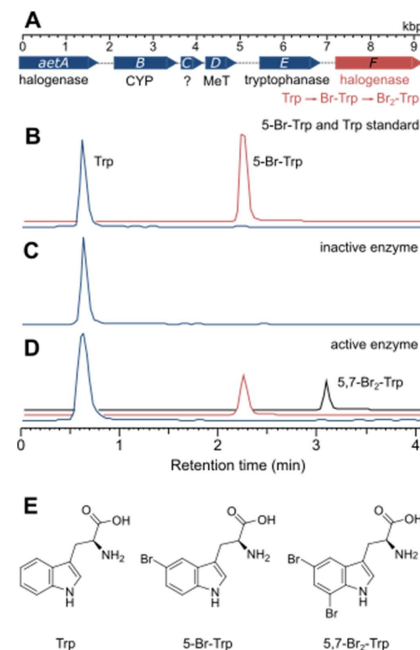 A
0 1 2 3 4 5 6 7 8 9 kbp
aetA B C D E F
halogenase CYP ? MeT tryptophanase halogenase
Trp → Br-Trp → Br₂-Trp
B 5-Br-Trp and Trp standard
Trp 5-Br-Trp
C inactive enzyme
D active enzyme
5,7-Br₂-Trp
0 1 2 3 4
Retention time (min)
E
O OH NH₂ N H
Br O OH NH₂ N H
Br O OH NH₂ N H Br
Trp 5-Br-Trp 5,7-Br₂-Trp